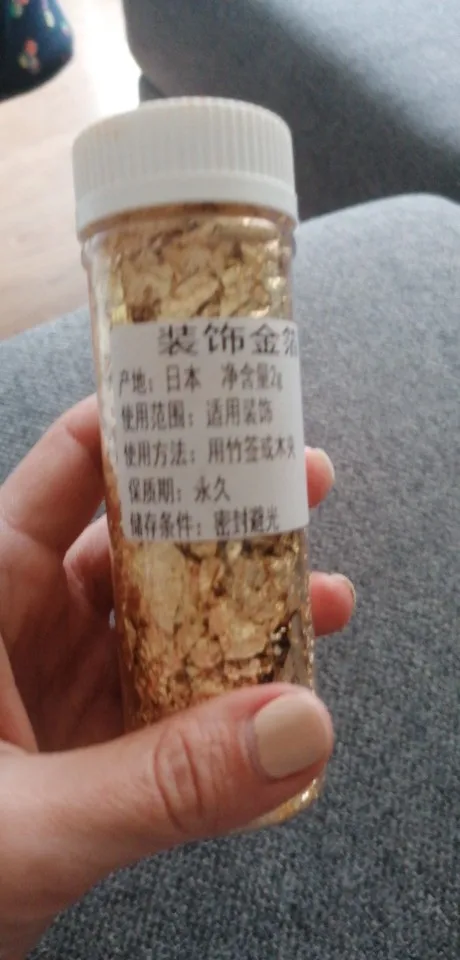 装饰金箔
产地：日本 净含量2g
使用范围：适用装饰
使用方法：用竹签或木夹
保质期：永久
储存条件：密封避光